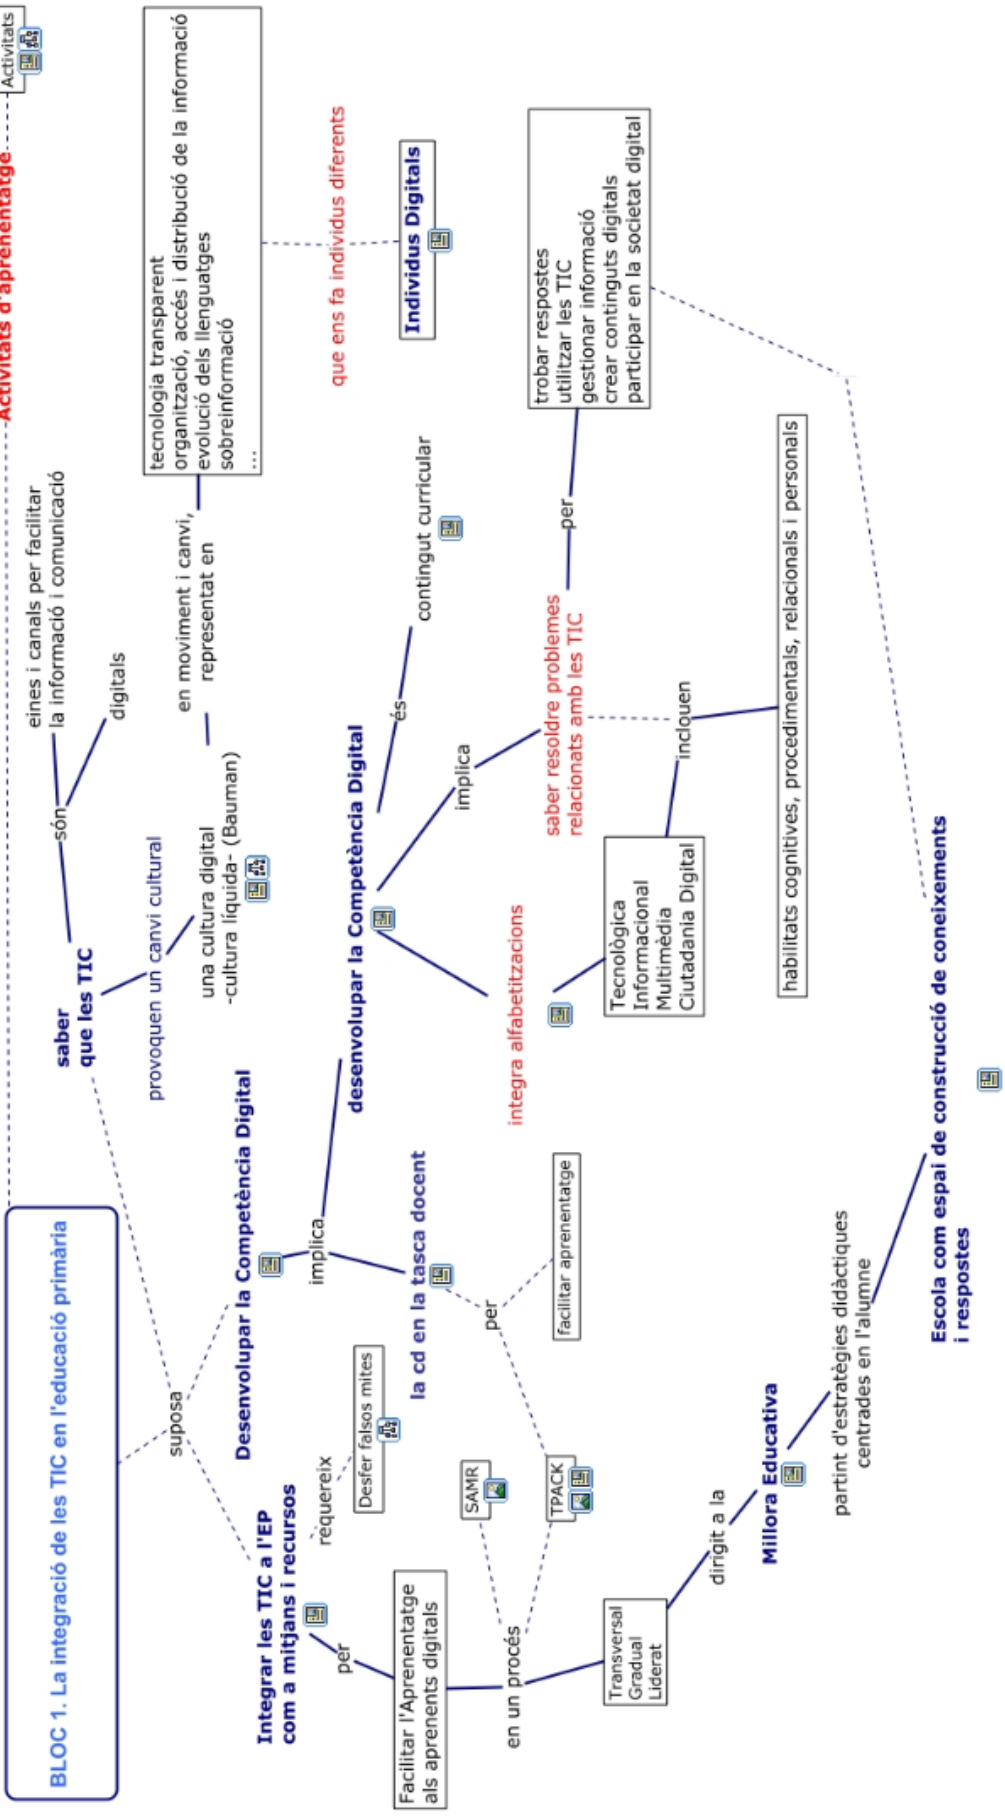 BLOC 1. La integració de les TIC en l'educació primària
Activitats d'aprenentatge
Activitats
suposa
saber
que les TIC
són
eines i canals per facilitar
la informació i comunicació
digitals
provoquen un canvi cultural
una cultura digital
-cultura líquida- (Bauman)
en moviment i canvi,
representat en
tecnologia transparent
organització, accés i distribució de la informació
evolució dels llenguatges
sobreinformació
...
que ens fa individus diferents
Individus Digitals
Desenvolupar la Competència Digital
implica
desenvolupar la Competència Digital
és
contingut curricular
implica
saber resoldre problemes
relacionats amb les TIC
per
trobar respostes
utilitzar les TIC
gestionar informació
crear continguts digitals
participar en la societat digital
integra alfabetitzacions
Tecnològica
Informacional
Multimèdia
Ciutadania Digital
inclouen
habilitats cognitives, procedimentals, relacionals i personals
la cd en la tasca docent
per
facilitar aprenentatge
Integrar les TIC a l'EP
com a mitjans i recursos
requereix
Desfer falsos mites
per
Facilitar l'Aprenentatge
als aprenents digitals
en un procés
SAMR
TPACK
Transversal
Gradual
Liderat
dirigit a la
Millora Educativa
partint d'estratègies didàctiques
centrades en l'alumne
Escola com espai de construcció de coneixements
i respostes